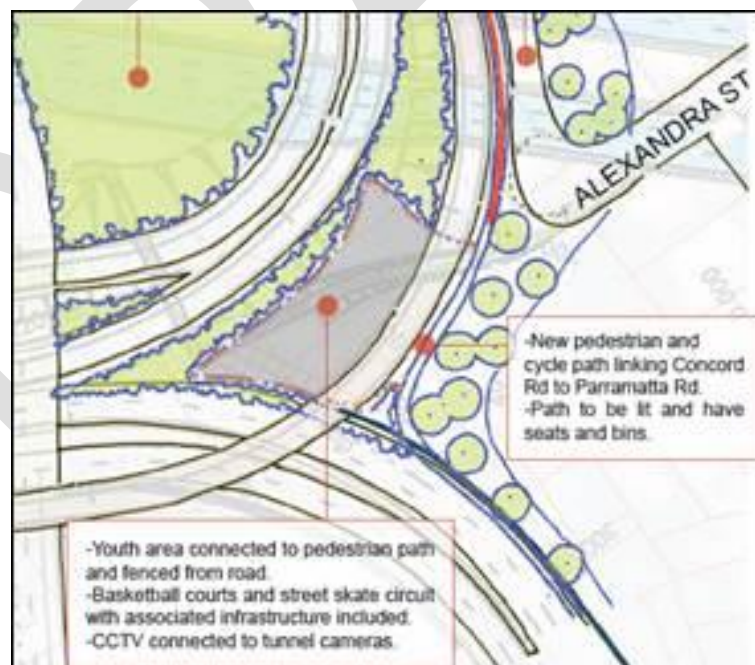 ALEXANDRA ST
-New pedestrian and
cycle path linking Concord
Rd to Parramatta Rd.
-Path to be lit and have
seats and bins.
-Youth area connected to pedestrian path
and fenced from road.
-Basketball courts and street skate circuit
with associated infrastructure included.
-CCTV connected to tunnel cameras.